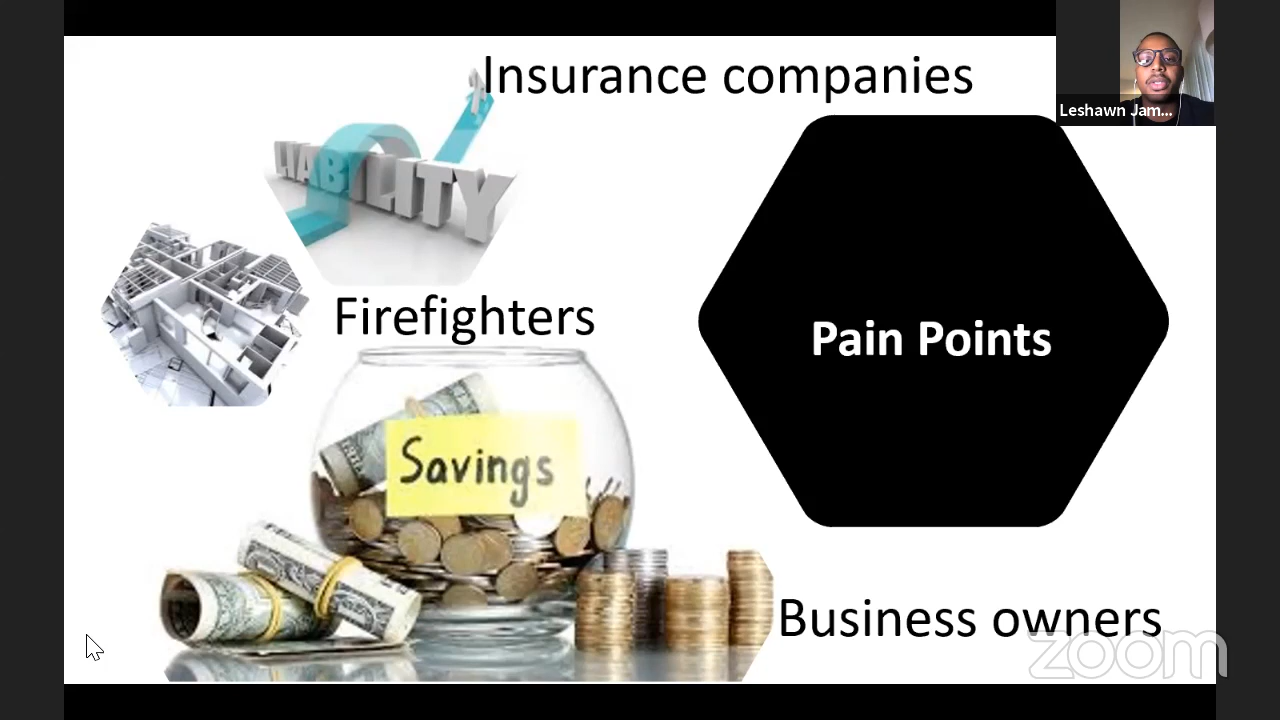 Insurance companies
Leshawn Jam...
LIABILITY
Firefighters
Pain Points
Savings
Business owners
zoom